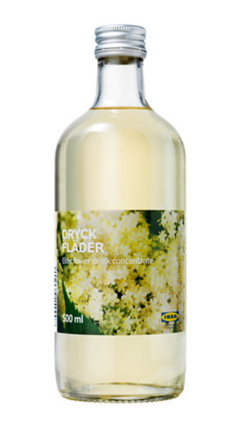 DRYCK
FLÄDER
Elderflower drink concentrate
500 ml
IKEA